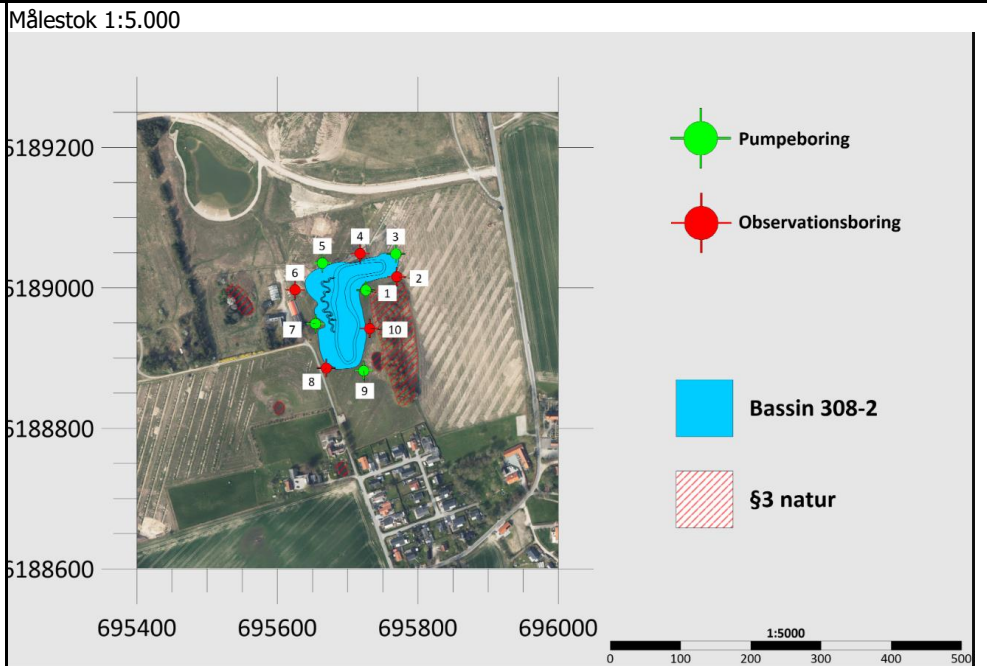 Målestok 1:5.000
6189200
6189000
6188800
6188600
695400 695600 695800 696000
5 4 3
6 2
1
7 10
8
9
Pumpeboring
Observationsboring
Bassin 308-2
§3 natur
1:5000
0 100 200 300 400 500